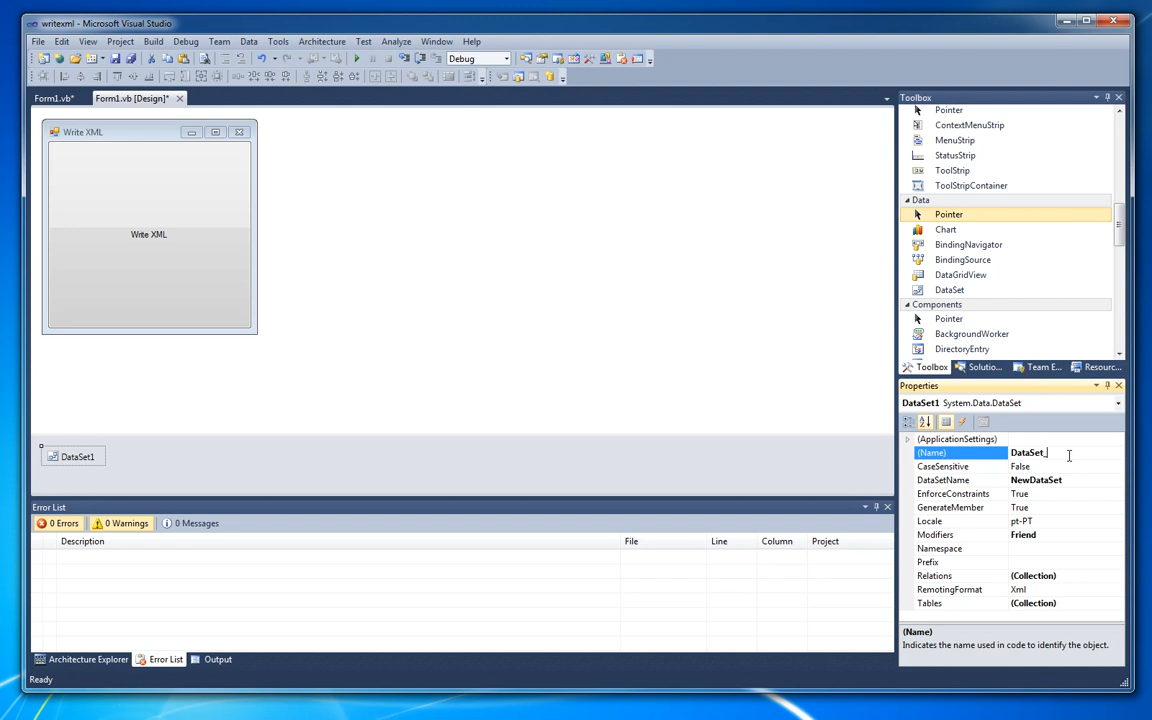 writexml - Microsoft Visual Studio
File Edit View Project Build Debug Team Data Tools Architecture Test Analyze Window Help
Debug
Form1.vb* Form1.vb [Design]*
Write XML
Write XML
DataSet1
Error List
0 Errors 0 Warnings 0 Messages
Description File Line Column Project
Architecture Explorer Error List Output
Ready
Toolbox
Pointer
ContextMenuStrip
MenuStrip
StatusStrip
ToolStrip
ToolStripContainer
Data
Pointer
Chart
BindingNavigator
BindingSource
DataGridView
DataSet
Components
Pointer
BackgroundWorker
DirectoryEntry
Toolbox Solutio... Team E... Resourc...
Properties
DataSet1 System.Data.DataSet
(ApplicationSettings)
(Name) DataSet_
CaseSensitive False
DataSetName NewDataSet
EnforceConstraints True
GenerateMember True
Locale pt-PT
Modifiers Friend
Namespace
Prefix
Relations (Collection)
RemotingFormat Xml
Tables (Collection)
(Name)
Indicates the name used in code to identify the object.